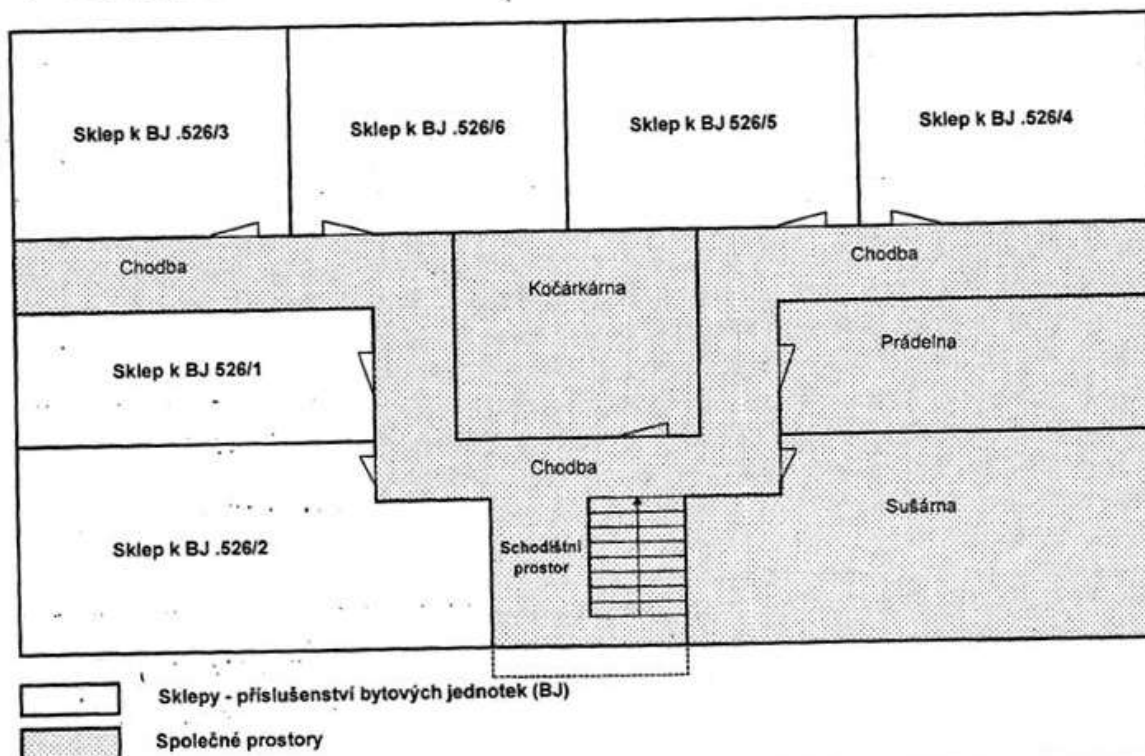 Sklep k BJ .526/3
Sklep k BJ .526/6
Sklep k BJ 526/5
Sklep k BJ .526/4
Chodba
Kočárkárna
Chodba
Sklep k BJ 526/1
Prádelna
Chodba
Sklep k BJ .526/2
Schodištní
prostor
Sušárna
Sklepy - příslušenství bytových jednotek (BJ)
Společné prostory